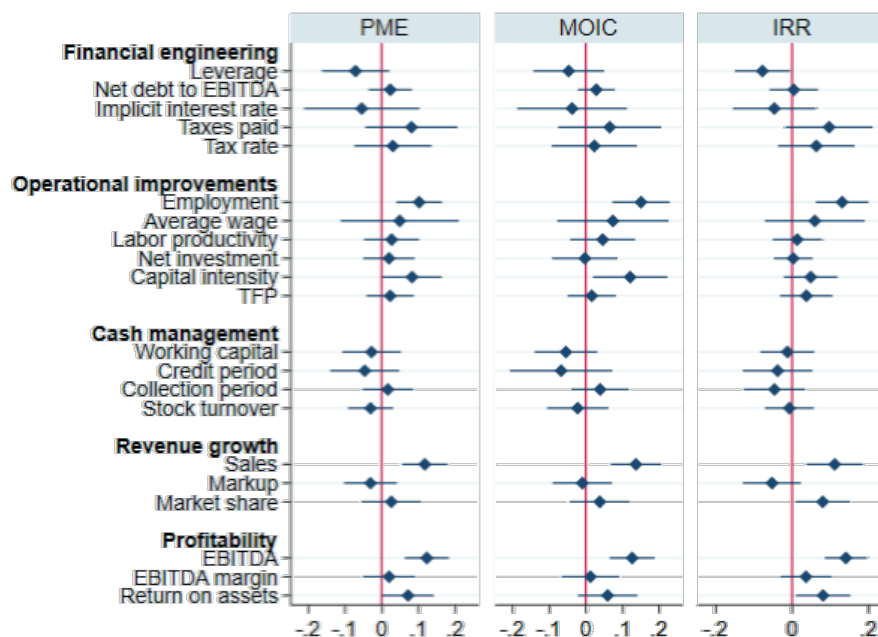 PME MOIC IRR
Financial engineering
Leverage
Net debt to EBITDA
Implicit interest rate
Taxes paid
Tax rate
Operational improvements
Employment
Average wage
Labor productivity
Net investment
Capital intensity
TFP
Cash management
Working capital
Credit period
Collection period
Stock turnover
Revenue growth
Sales
Markup
Market share
Profitability
EBITDA
EBITDA margin
Return on assets
-.2 -.1 0 .1 .2 -.2 -.1 0 .1 .2 -.2 0 .2